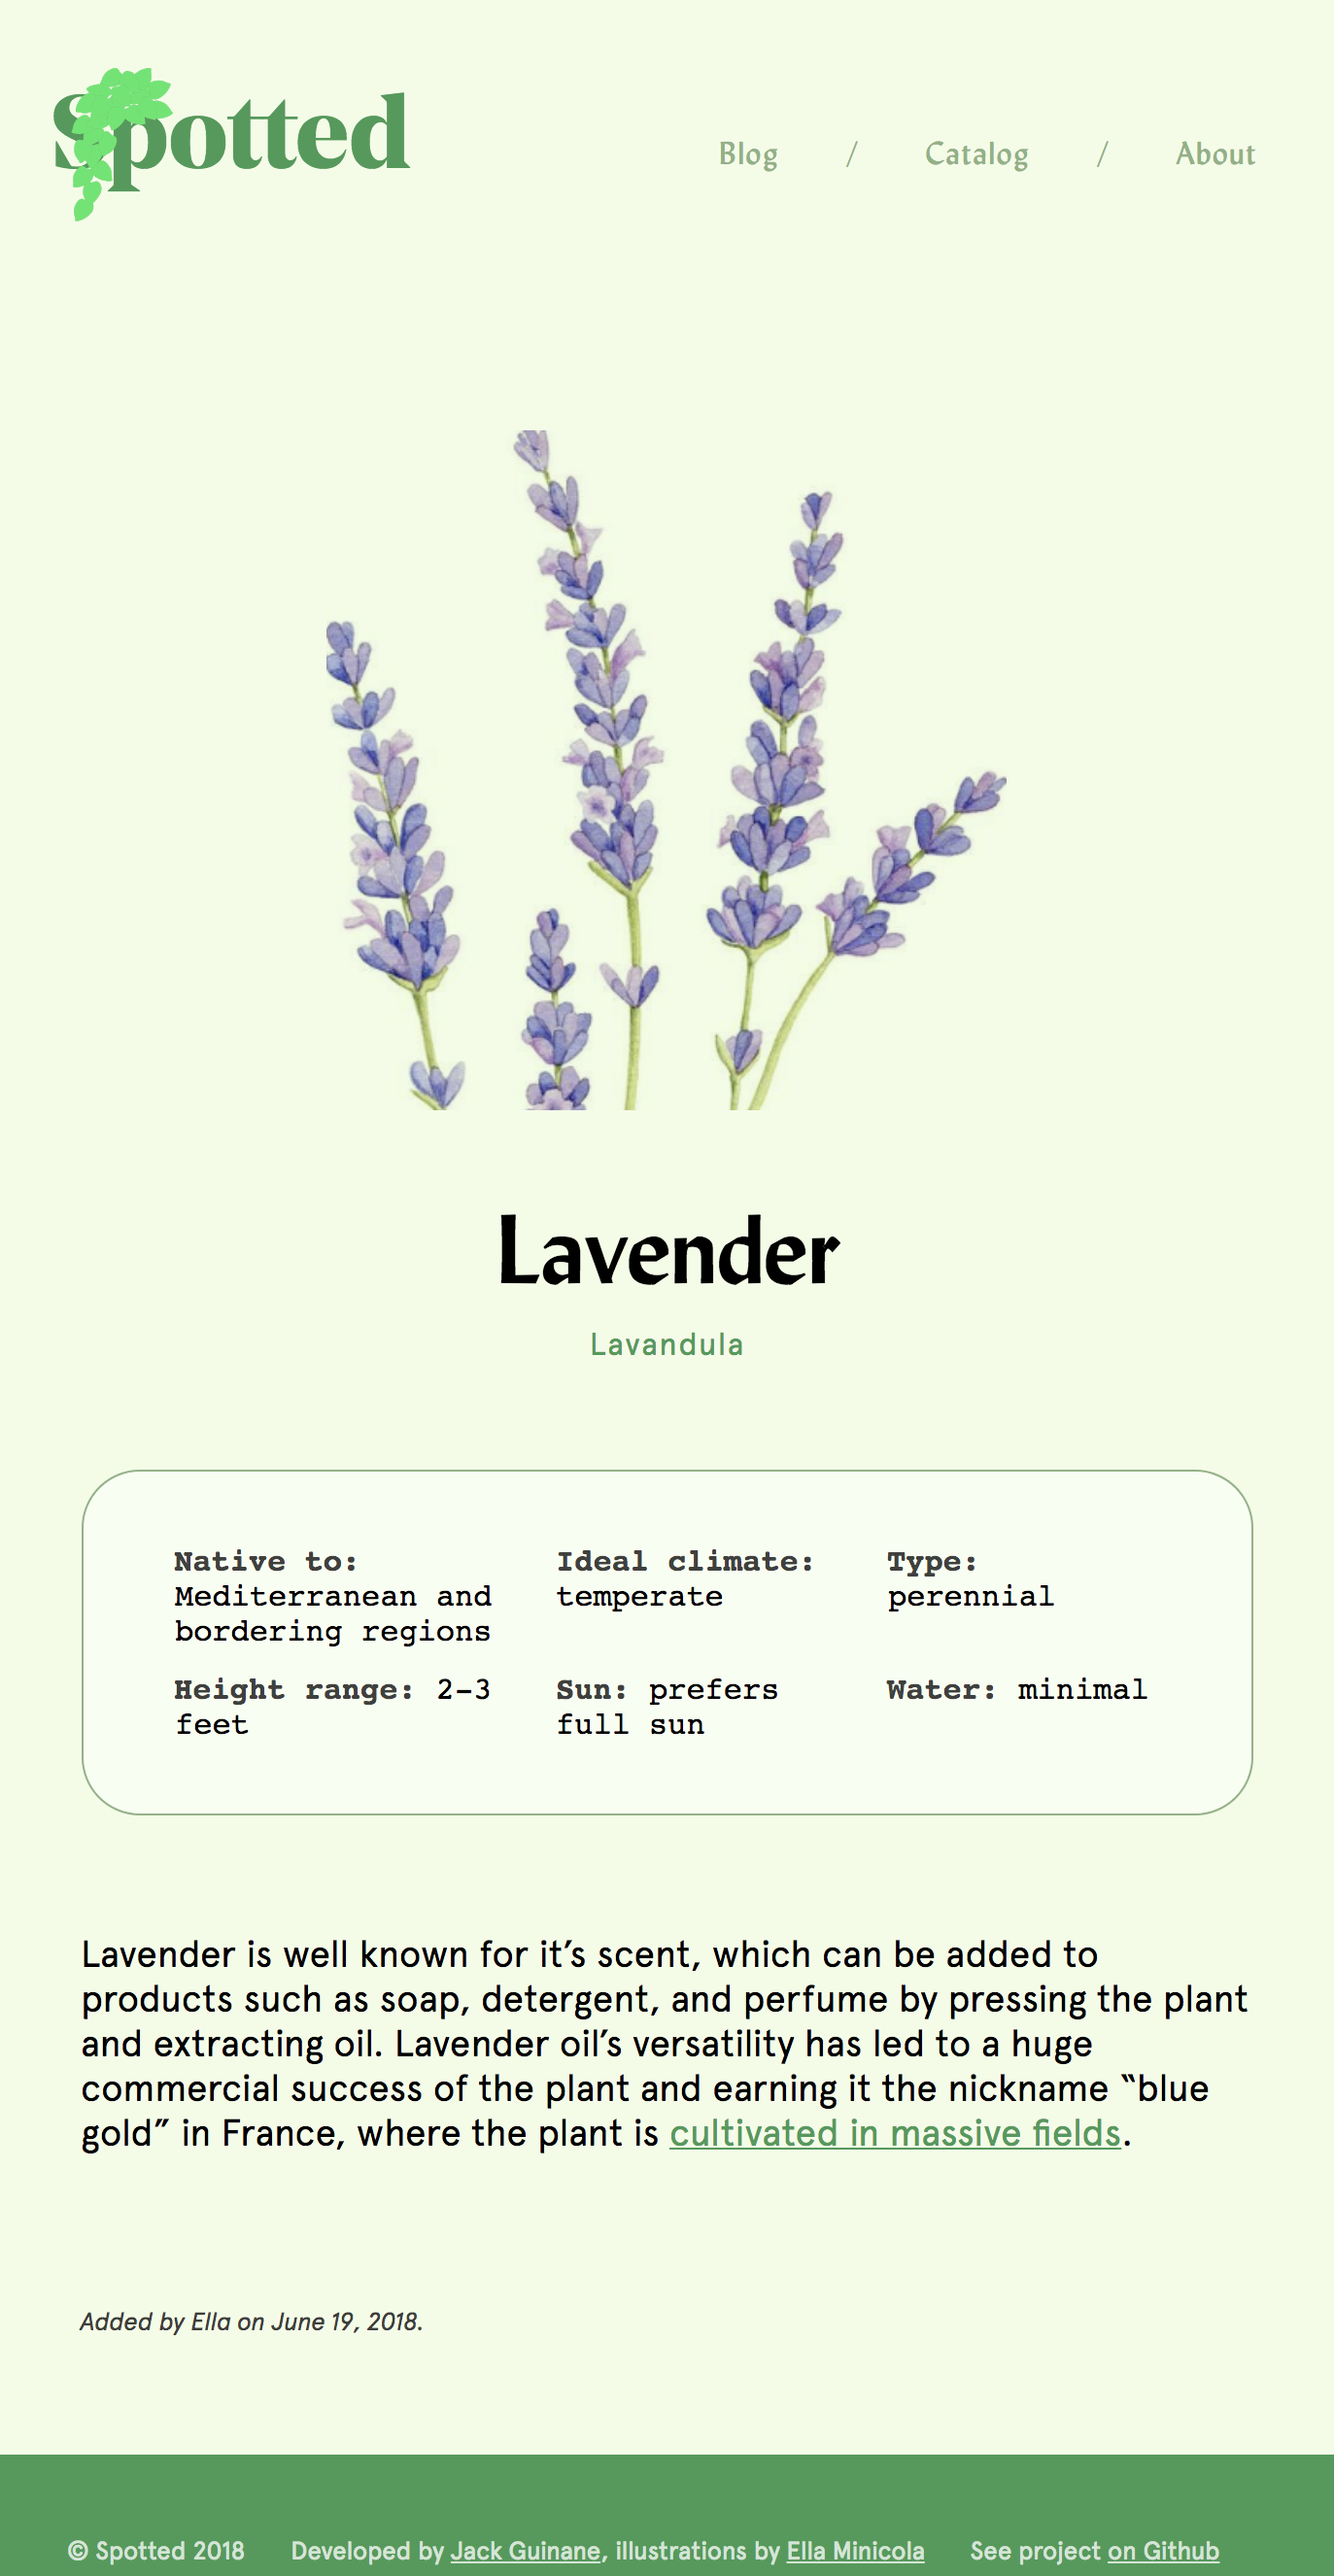 Spotted
Blog / Catalog / About
Lavender
Lavandula
Native to:
Mediterranean and
bordering regions
Ideal climate:
temperate
Type:
perennial
Height range: 2–3
feet
Sun: prefers
full sun
Water: minimal
Lavender is well known for it’s scent, which can be added to
products such as soap, detergent, and perfume by pressing the plant
and extracting oil. Lavender oil’s versatility has led to a huge
commercial success of the plant and earning it the nickname “blue
gold” in France, where the plant is cultivated in massive fields.
Added by Ella on June 19, 2018.
© Spotted 2018 Developed by Jack Guinane, illustrations by Ella Minicola See project on Github